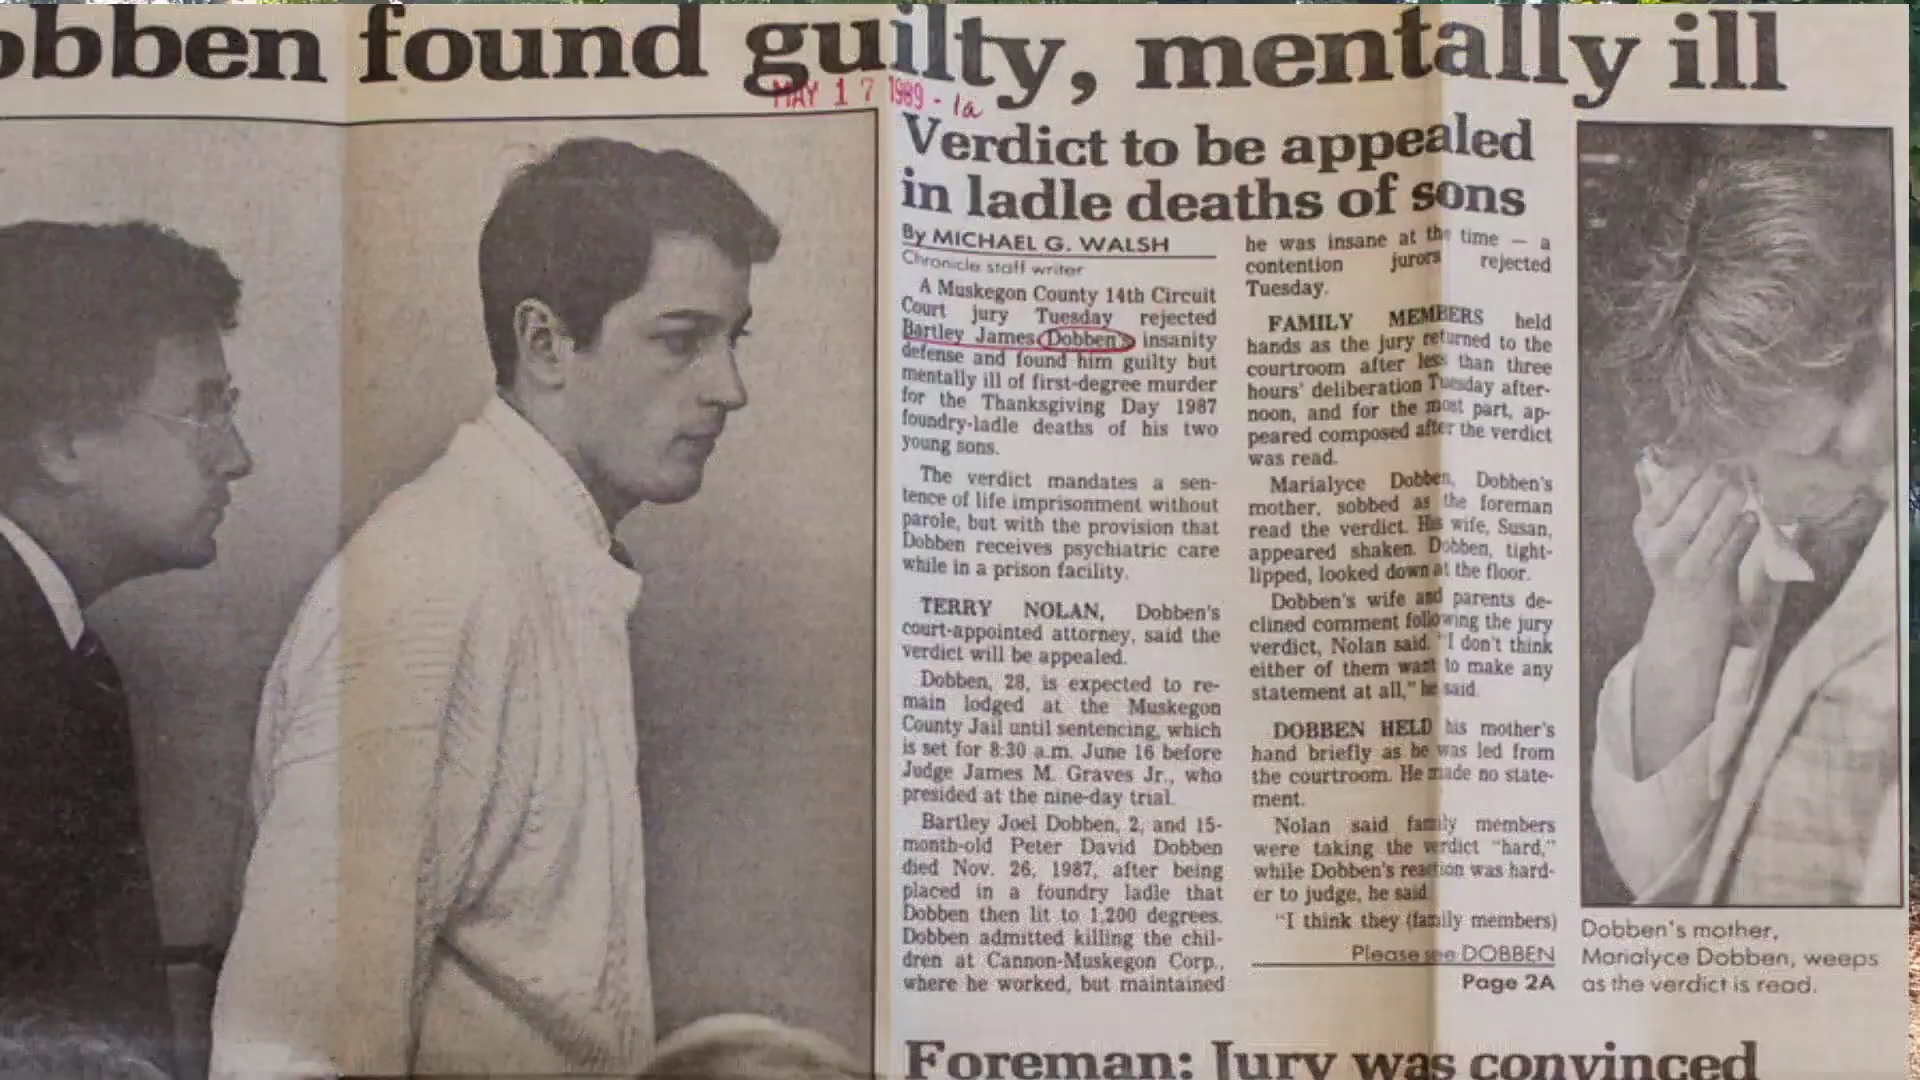 obben found guilty, mentally ill
MAY 17 1989 - 1a
Verdict to be appealed
in ladle deaths of sons
By MICHAEL G. WALSH
Chronicle staff writer
A Muskegon County 14th Circuit
Court jury Tuesday rejected
Bartley James Dobben's insanity
defense and found him guilty but
mentally ill of first-degree murder
for the Thanksgiving Day 1987
foundry-ladle deaths of his two
young sons.
The verdict mandates a sen-
tence of life imprisonment without
parole, but with the provision that
Dobben receives psychiatric care
while in a prison facility.
TERRY NOLAN, Dobben's
court-appointed attorney, said the
verdict will be appealed.
Dobben, 28, is expected to re-
main lodged at the Muskegon
County Jail until sentencing, which
is set for 8:30 a.m. June 16 before
Judge James M. Graves Jr., who
presided at the nine-day trial.
Bartley Joel Dobben, 2, and 15-
month-old Peter David Dobben
died Nov. 26, 1987, after being
placed in a foundry ladle that
Dobben then lit to 1,200 degrees.
Dobben admitted killing the chil-
dren at Cannon-Muskegon Corp.,
where he worked, but maintained
he was insane at the time — a
contention jurors rejected
Tuesday.
FAMILY MEMBERS held
hands as the jury returned to the
courtroom after less than three
hours' deliberation Tuesday after-
noon, and for the most part, ap-
peared composed after the verdict
was read.
Marialyce Dobben, Dobben's
mother, sobbed as the foreman
read the verdict. His wife, Susan,
appeared shaken. Dobben, tight-
lipped, looked down at the floor.
Dobben's wife and parents de-
clined comment following the jury
verdict, Nolan said. "I don't think
either of them want to make any
statement at all," he said.
DOBBEN HELD his mother's
hand briefly as he was led from
the courtroom. He made no state-
ment.
Nolan said family members
were taking the verdict "hard,"
while Dobben's reaction was hard-
er to judge, he said.
"I think they (family members)
Please see DOBBEN
Page 2A
Dobben's mother,
Marialyce Dobben, weeps
as the verdict is read.
Foreman: Jury was convinced